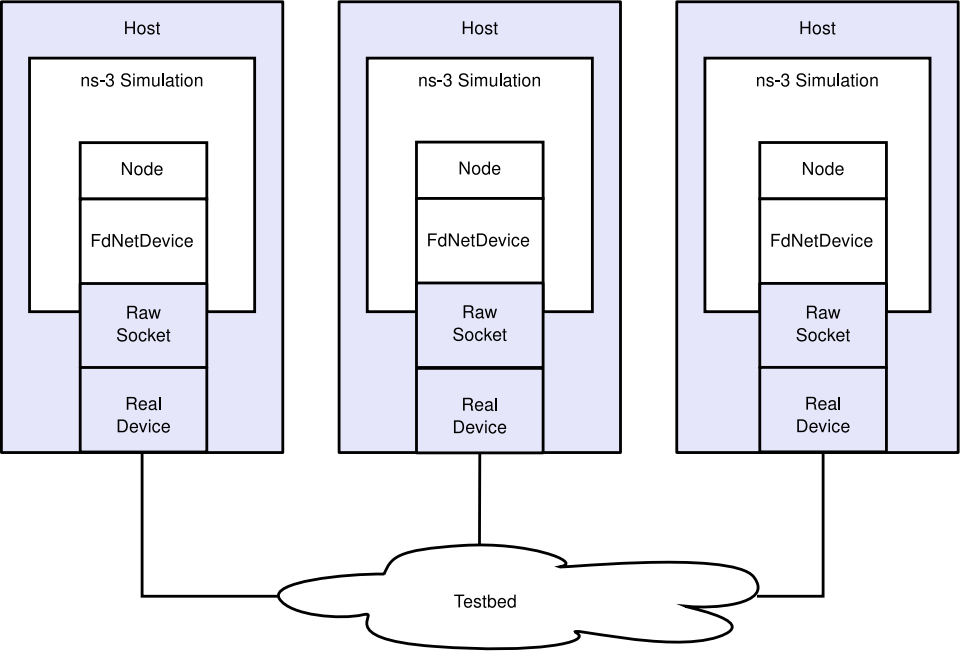 Host
ns-3 Simulation
Node
FdNetDevice
Raw
Socket
Real
Device
Host
ns-3 Simulation
Node
FdNetDevice
Raw
Socket
Real
Device
Host
ns-3 Simulation
Node
FdNetDevice
Raw
Socket
Real
Device
Testbed